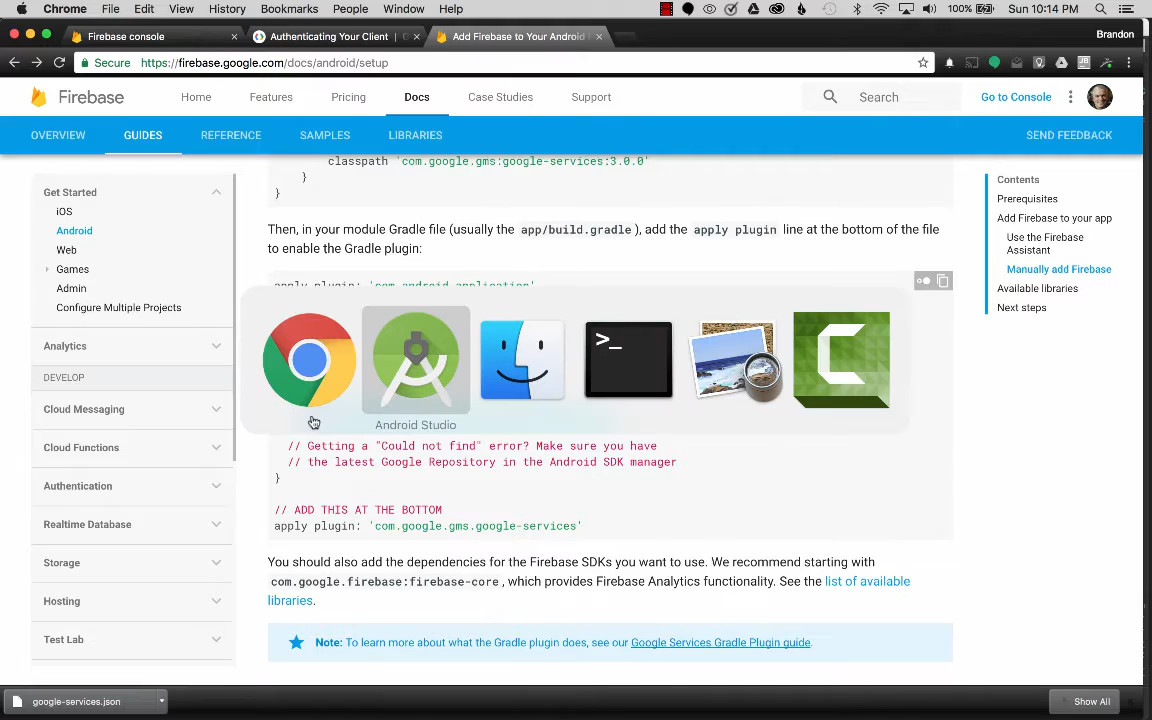 Chrome File Edit View History Bookmarks People Window Help 100% Sun 10:14 PM
Firebase console × Authenticating Your Client | × Add Firebase to Your Android × Brandon
Secure https://firebase.google.com/docs/android/setup
Firebase Home Features Pricing Docs Case Studies Support Search Go to Console
OVERVIEW GUIDES REFERENCE SAMPLES LIBRARIES SEND FEEDBACK
classpath 'com.google.gms:google-services:3.0.0'
}
}
Then, in your module Gradle file (usually the app/build.gradle), add the apply plugin line at the bottom of the file
to enable the Gradle plugin:
apply plugin: 'com.android.application'
>_
C
Android Studio
// Getting a "Could not find" error? Make sure you have
// the latest Google Repository in the Android SDK manager
}
// ADD THIS AT THE BOTTOM
apply plugin: 'com.google.gms.google-services'
You should also add the dependencies for the Firebase SDKs you want to use. We recommend starting with
com.google.firebase:firebase-core, which provides Firebase Analytics functionality. See the list of available
libraries.
Note: To learn more about what the Gradle plugin does, see our Google Services Gradle Plugin guide.
Get Started
iOS
Android
Web
Games
Admin
Configure Multiple Projects
Analytics
DEVELOP
Cloud Messaging
Cloud Functions
Authentication
Realtime Database
Storage
Hosting
Test Lab
Contents
Prerequisites
Add Firebase to your app
Use the Firebase
Assistant
Manually add Firebase
Available libraries
Next steps
google-services.json Show All